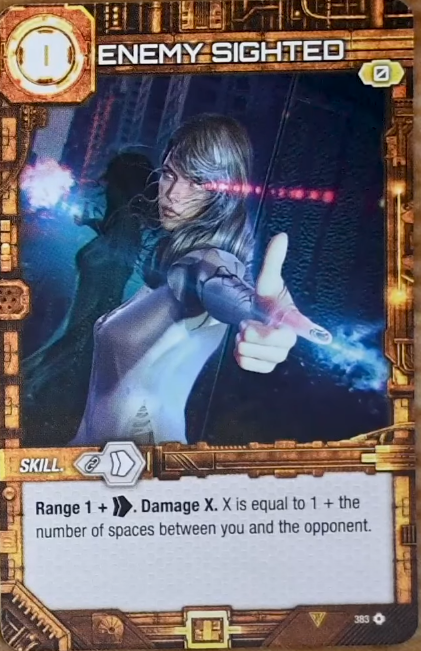 1
ENEMY SIGHTED
SKILL.
Range 1 + . Damage X. X is equal to 1 + the
number of spaces between you and the opponent.
383